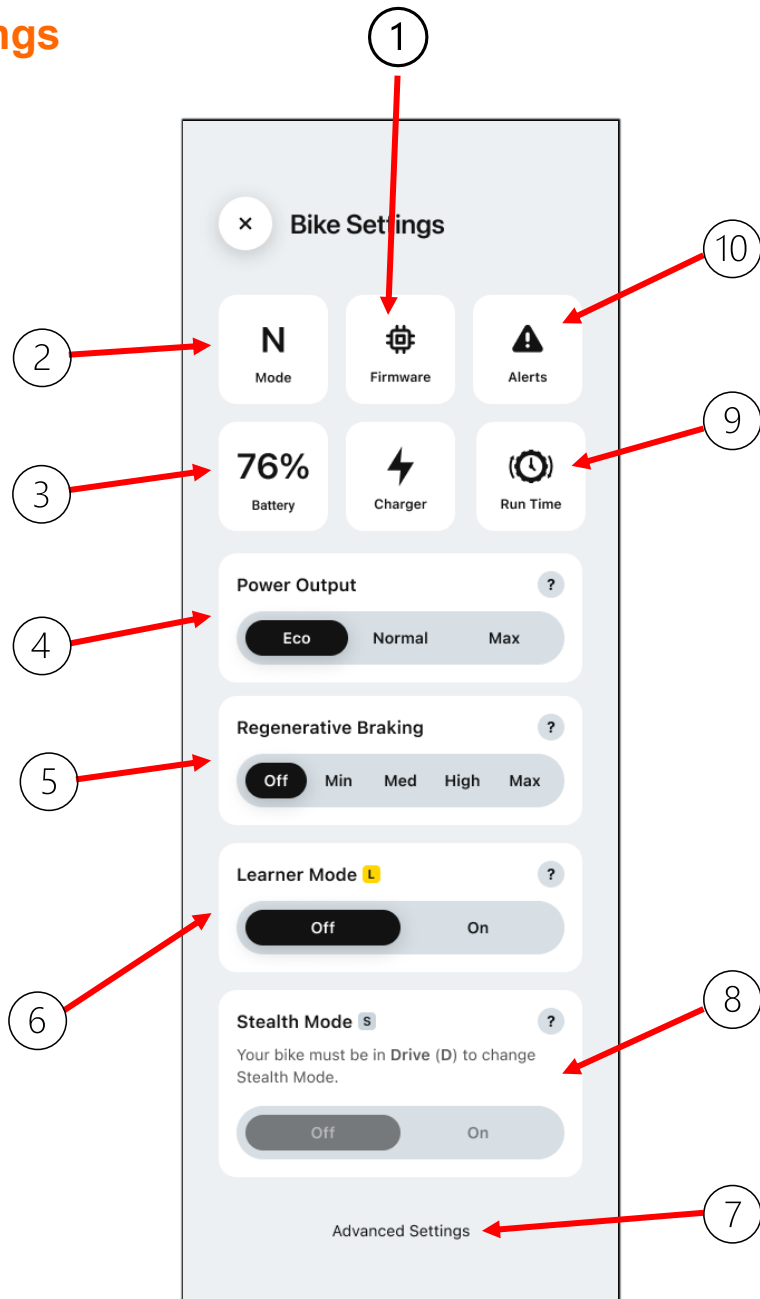 ngs
1
× Bike Settings
10
2
N
Mode
Firmware
Alerts
9
3
76%
Battery
Charger
Run Time
4
Power Output ?
Eco Normal Max
5
Regenerative Braking ?
Off Min Med High Max
6
Learner Mode L ?
Off On
8
Stealth Mode S ?
Your bike must be in Drive (D) to change
Stealth Mode.
Off On
7
Advanced Settings